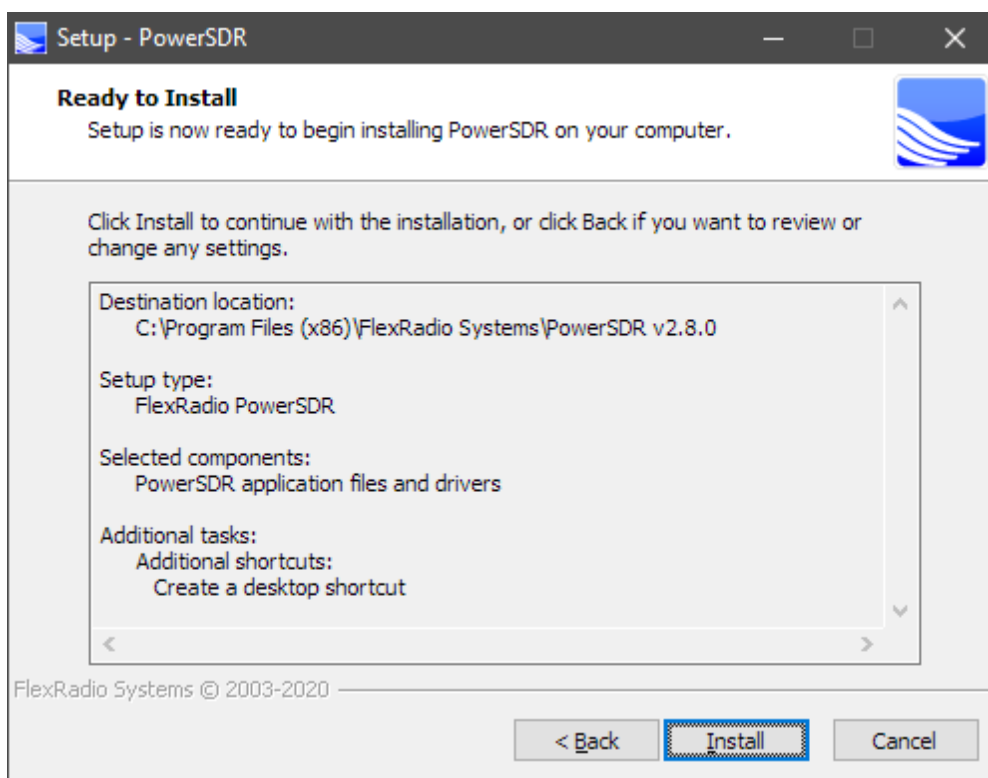 Setup - PowerSDR
Ready to Install
Setup is now ready to begin installing PowerSDR on your computer.
Click Install to continue with the installation, or click Back if you want to review or
change any settings.
Destination location:
C:\Program Files (x86)\FlexRadio Systems\PowerSDR v2.8.0
Setup type:
FlexRadio PowerSDR
Selected components:
PowerSDR application files and drivers
Additional tasks:
Additional shortcuts:
Create a desktop shortcut
FlexRadio Systems © 2003-2020
< Back Install Cancel